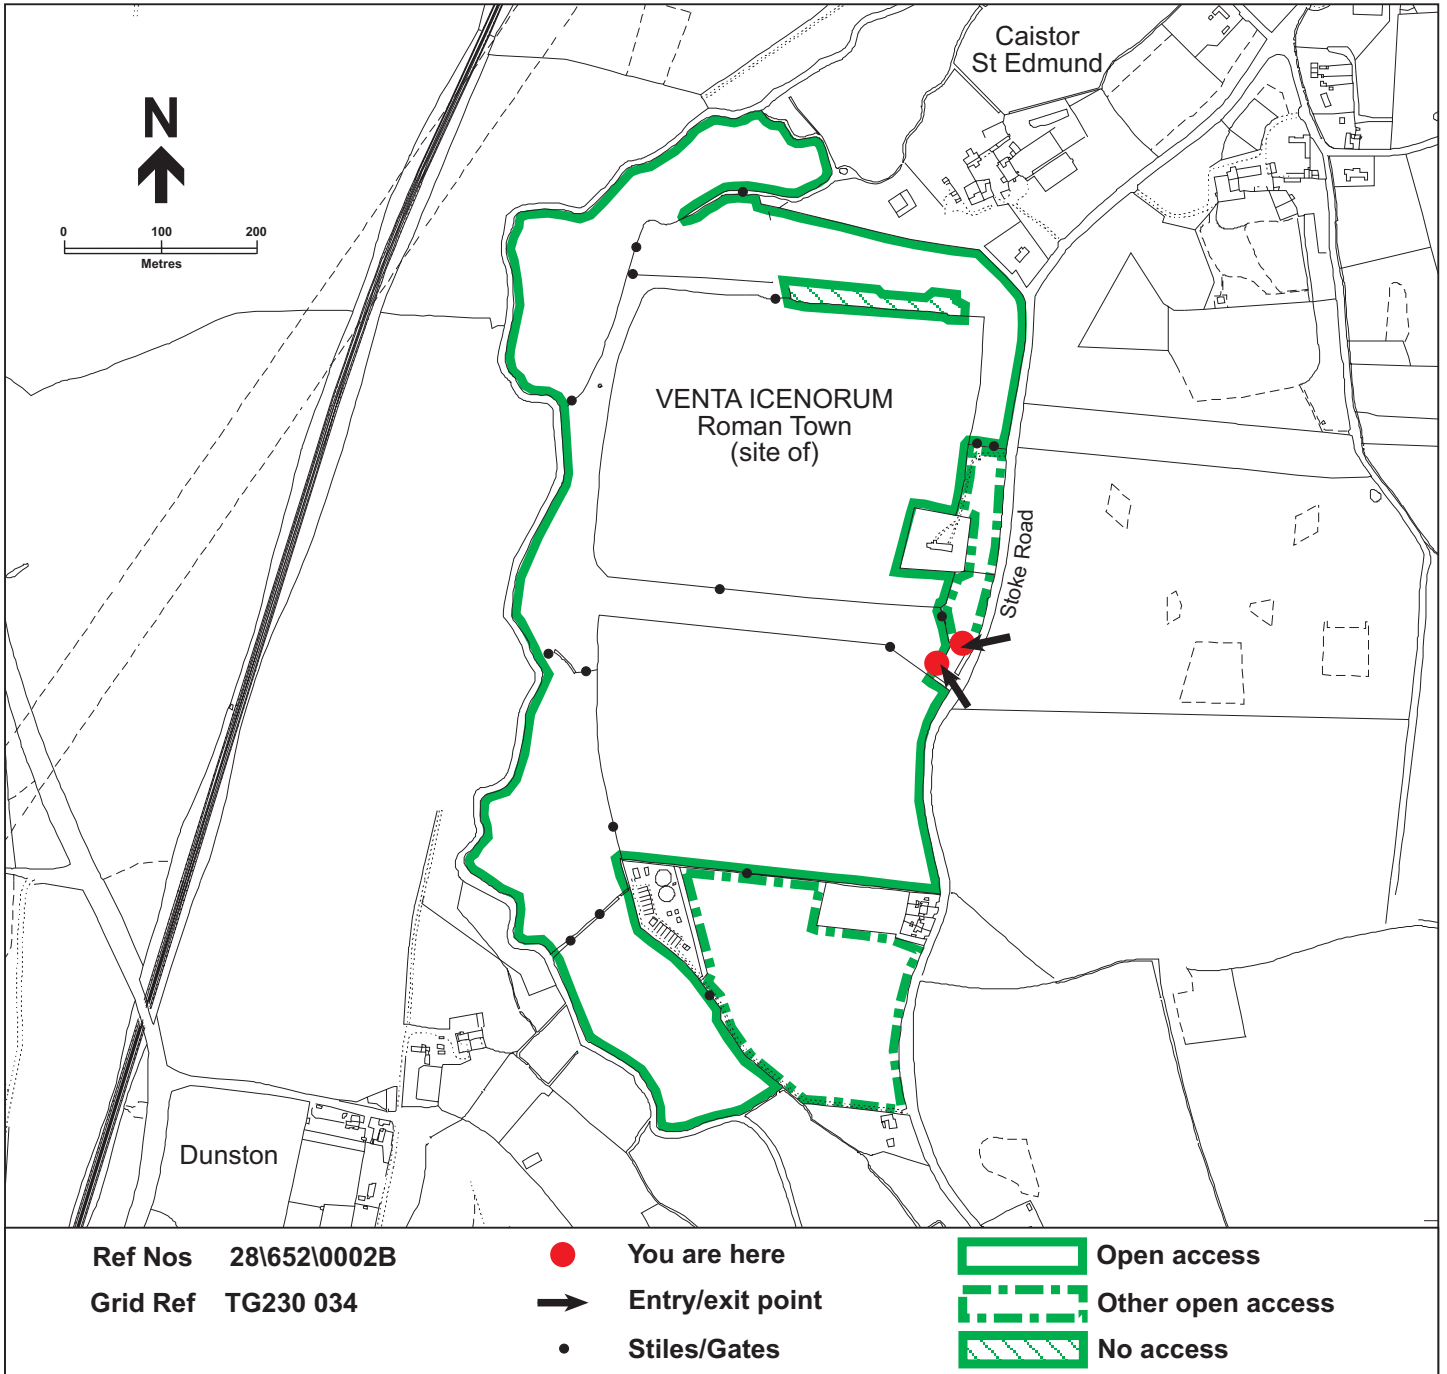 Caistor
St Edmund
N
0 100 200
Metres
VENTA ICENORUM
Roman Town
(site of)
Stoke Road
Dunston
Ref Nos 28\652\0002B
Grid Ref TG230 034
You are here
Entry/exit point
Stiles/Gates
Open access
Other open access
No access